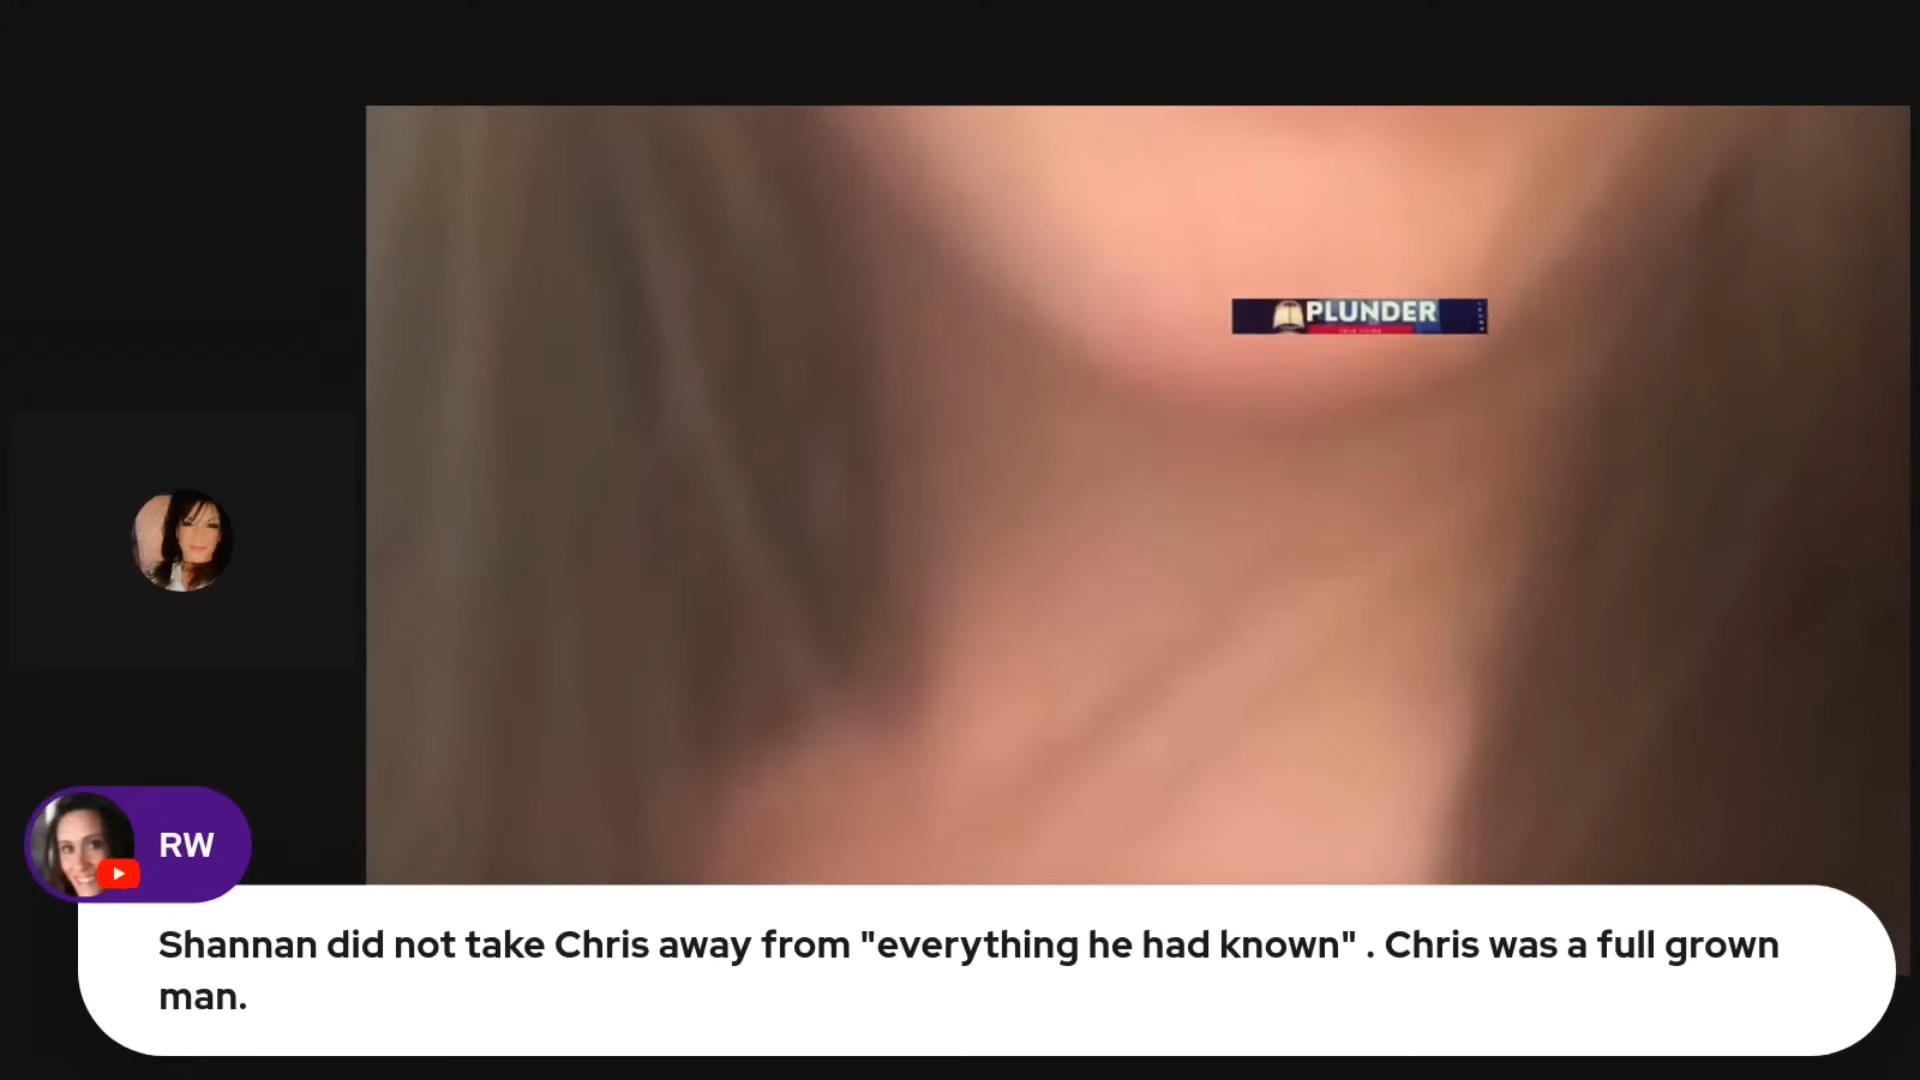 PLUNDER
RW
Shannan did not take Chris away from "everything he had known" . Chris was a full grown
man.